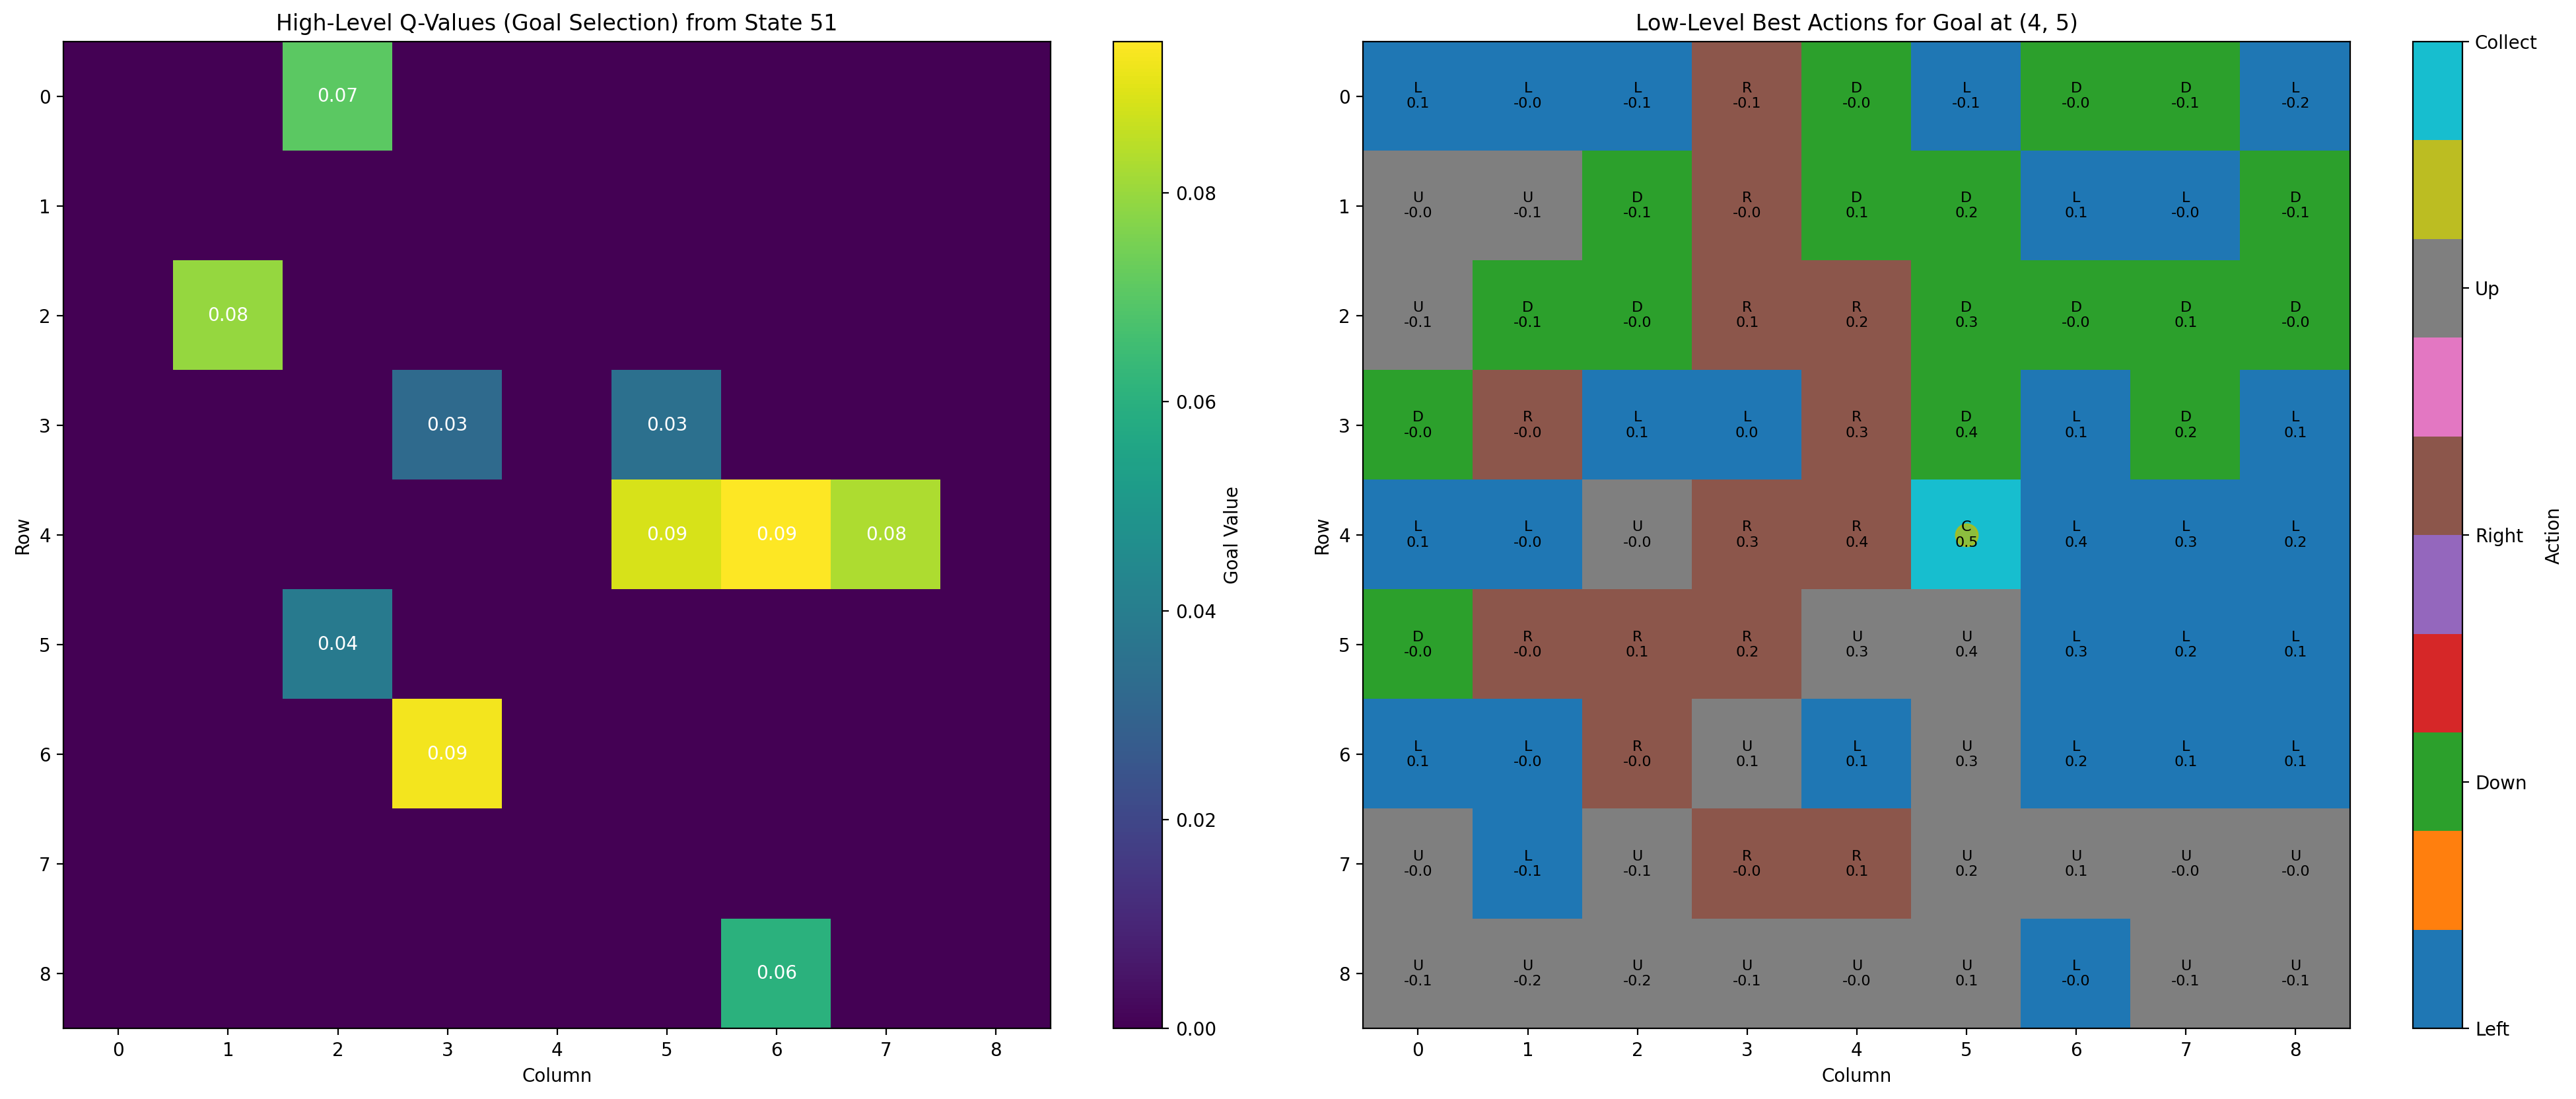 High-Level Q-Values (Goal Selection) from State 51
0.07
0.08
0.03 0.03
0.09 0.09 0.08
0.04
0.09
0.06
0
1
2
3
4
5
6
7
8
Row
0 1 2 3 4 5 6 7 8
Column
0.08
0.06
0.04
0.02
0.00
Goal Value
Low-Level Best Actions for Goal at (4, 5)
L L L R D L D D L
0.1 -0.0 -0.1 -0.1 -0.0 -0.1 -0.0 -0.1 -0.2
U U D R D D L L D
-0.0 -0.1 -0.1 -0.0 0.1 0.2 0.1 -0.0 -0.1
U D D R R D D D D
-0.1 -0.1 -0.0 0.1 0.2 0.3 -0.0 0.1 -0.0
D R L L R D L D L
-0.0 -0.0 0.1 0.0 0.3 0.4 0.1 0.2 0.1
L L U R R C L L L
0.1 -0.0 -0.0 0.3 0.4 0.5 0.4 0.3 0.2
D R R R U U L L L
-0.0 -0.0 0.1 0.2 0.3 0.4 0.3 0.2 0.1
L L R U L U L L L
0.1 -0.0 -0.0 0.1 0.1 0.3 0.2 0.1 0.1
U L U R R U U U U
-0.0 -0.1 -0.1 -0.0 0.1 0.2 0.1 -0.0 -0.0
U U U U U U L U U
-0.1 -0.2 -0.2 -0.1 -0.0 0.1 -0.0 -0.1 -0.1
0
1
2
3
4
5
6
7
8
Row
0 1 2 3 4 5 6 7 8
Column
Collect
Up
Right
Down
Left
Action